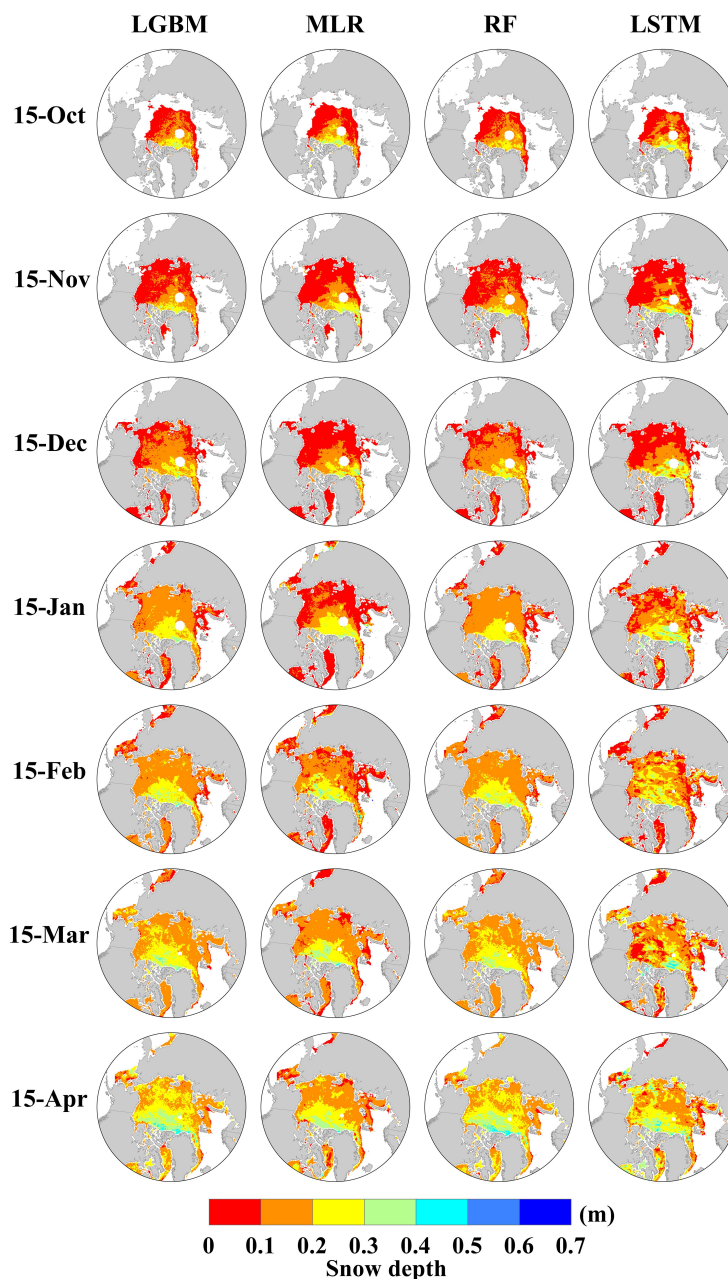 LGBM MLR RF LSTM
15-Oct
15-Nov
15-Dec
15-Jan
15-Feb
15-Mar
15-Apr
(m)
0 0.1 0.2 0.3 0.4 0.5 0.6 0.7
Snow depth